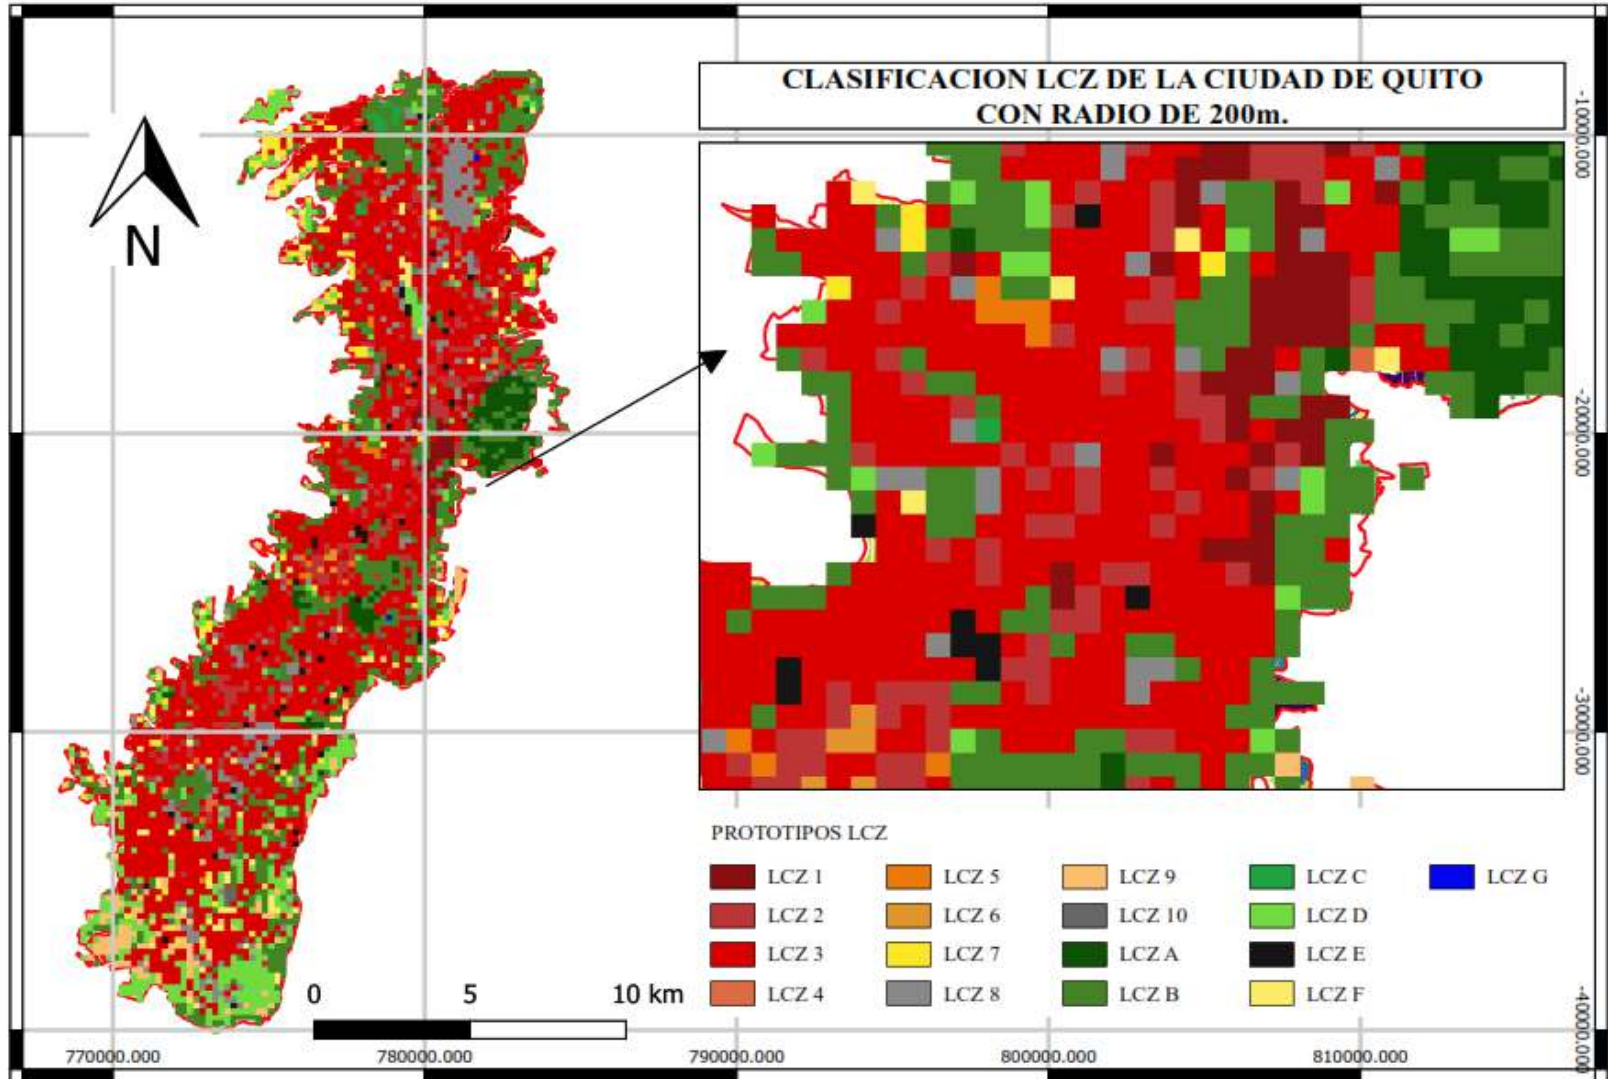 CLASIFICACION LCZ DE LA CIUDAD DE QUITO
CON RADIO DE 200m.
N
-10000.000
-20000.000
-30000.000
-40000.000
PROTOTIPOS LCZ
LCZ 1
LCZ 5
LCZ 9
LCZ C
LCZ G
LCZ 2
LCZ 6
LCZ 10
LCZ D
LCZ 3
LCZ 7
LCZ A
LCZ E
LCZ 4
LCZ 8
LCZ B
LCZ F
0 5 10 km
770000.000 780000.000 790000.000 800000.000 810000.000